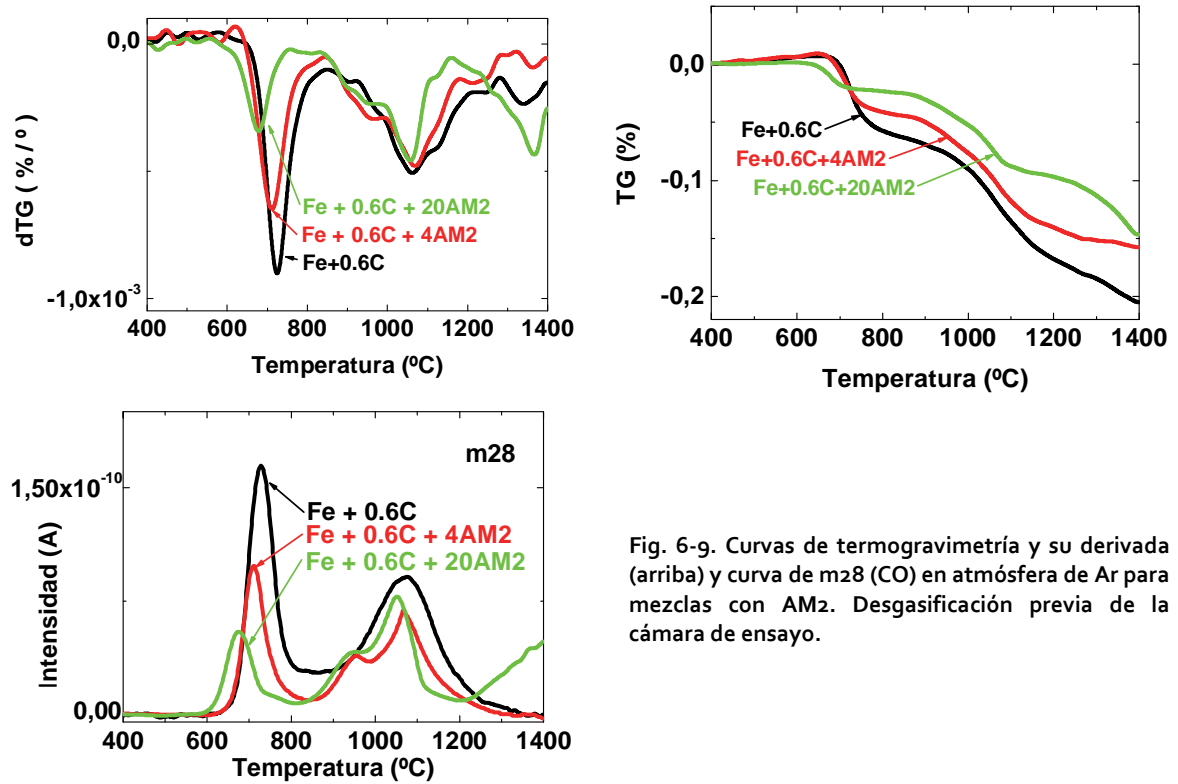 0,0
dTG ( % / º )
Fe + 0.6C + 20AM2
Fe + 0.6C + 4AM2
Fe+0.6C
-1,0x10-3
400 600 800 1000 1200 1400
Temperatura (ºC)
0,0
TG (%)
Fe+0.6C
Fe+0.6C+4AM2
Fe+0.6C+20AM2
-0,1
-0,2
400 600 800 1000 1200 1400
Temperatura (ºC)
m28
1,50x10-10
Intensidad (A)
Fe + 0.6C
Fe + 0.6C + 4AM2
Fe + 0.6C + 20AM2
0,00
400 600 800 1000 1200 1400
Temperatura (ºC)
Fig. 6-9. Curvas de termogravimetría y su derivada
(arriba) y curva de m28 (CO) en atmósfera de Ar para
mezclas con AM2. Desgasificación previa de la
cámara de ensayo.